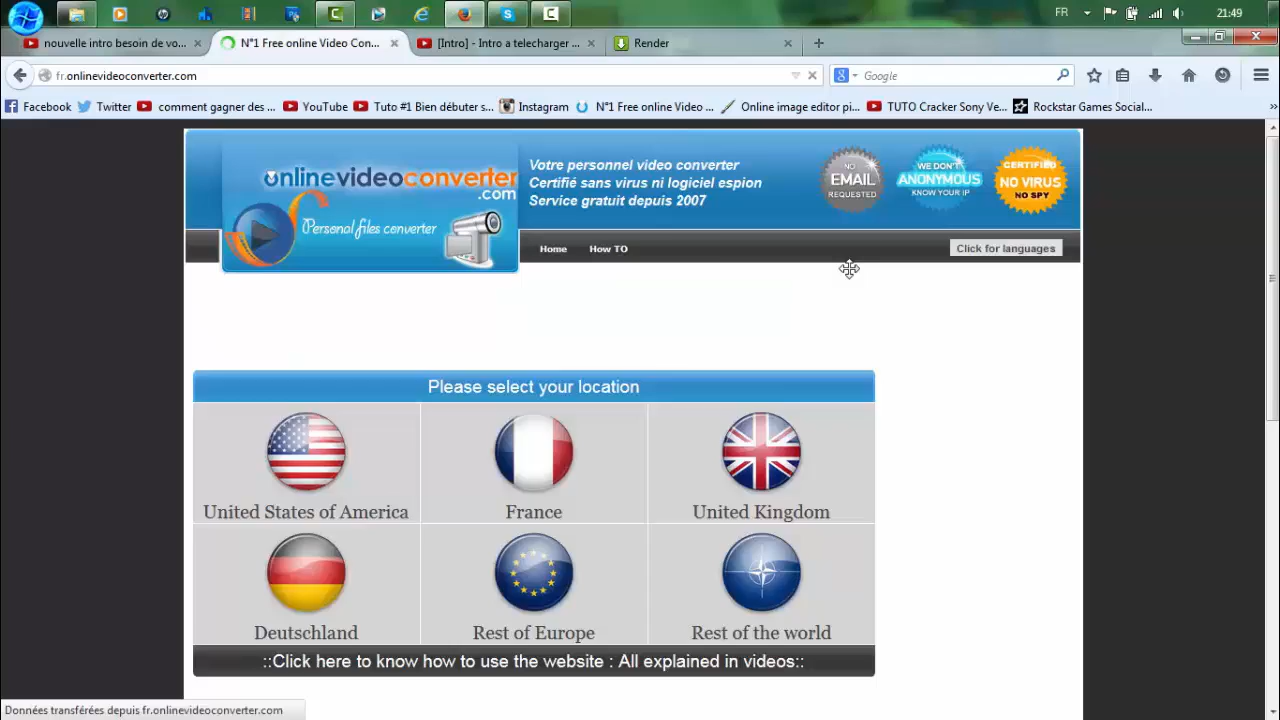 FR
21:49
nouvelle intro besoin de vo...
N°1 Free online Video Con...
[Intro] - Intro a telecharger ...
Render
fr.onlinevideoconverter.com
Google
Facebook
Twitter
comment gagner des ...
YouTube
Tuto #1 Bien débuter s...
Instagram
N°1 Free online Video ...
Online image editor pi...
TUTO Cracker Sony Ve...
Rockstar Games Social...
onlinevideoconverter
.com
Personal files converter
Votre personnel video converter
Certifié sans virus ni logiciel espion
Service gratuit depuis 2007
NO
EMAIL
REQUESTED
WE DON'T
ANONYMOUS
KNOW YOUR IP
CERTIFIED
NO VIRUS
NO SPY
Home
How TO
Click for languages
Please select your location
United States of America
France
United Kingdom
Deutschland
Rest of Europe
Rest of the world
::Click here to know how to use the website : All explained in videos::
Données transférées depuis fr.onlinevideoconverter.com